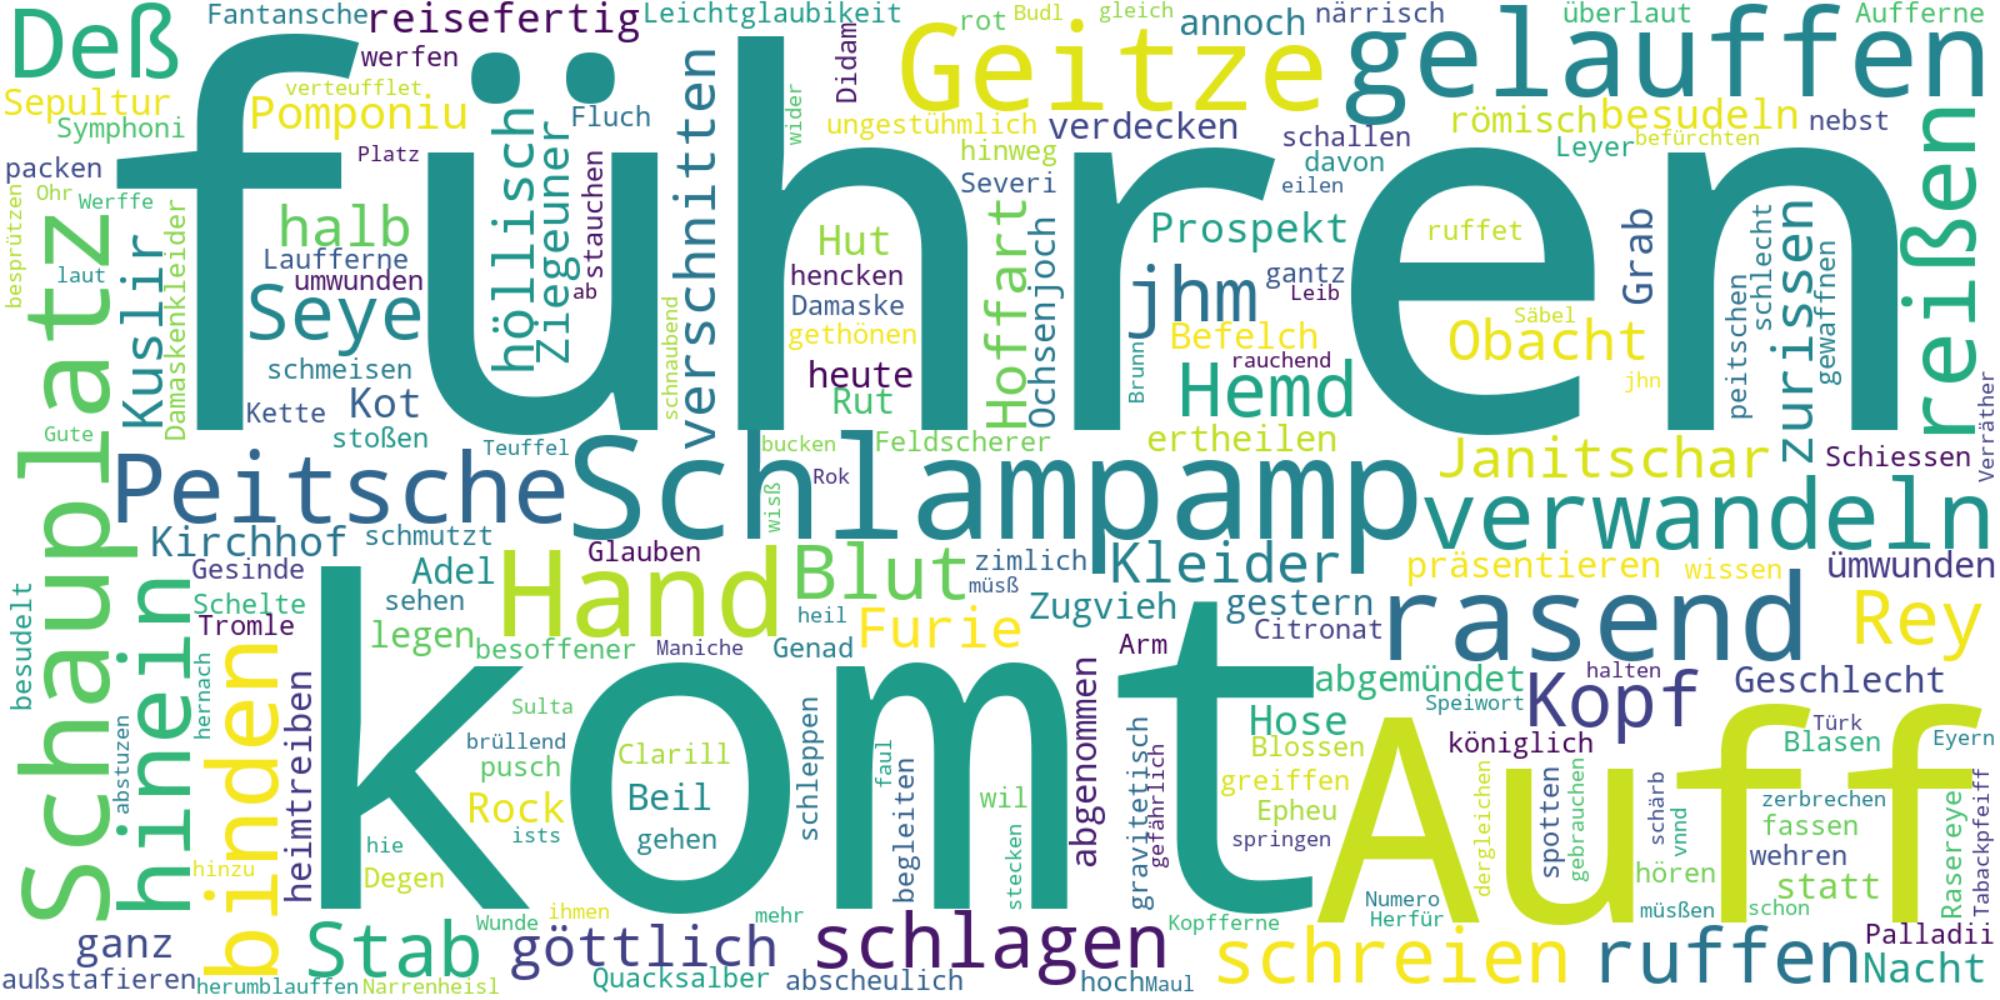 Deß
Fantansche
reisefertig
Leichtglaubikeit
Geitze
rot
Budl
gleich
annoch
närrisch
überlaut
Aufferne
gelauffen
werfen
Didam
verteufflet
Sepultur
Pomponiu
Symphoni
Fluch
führen
höllisch
Ziegeuner
verschnitten
wider
ungestühmlich
verdecken
schallen
römisch
besudeln
nebst
packen
Platz
hinweg
davon
Leyer
befürchten
Severi
eilen
reißen
besprützen
Ohr
Werffe
Kuslir
Damaskenkleider
halb
stauchen
Hut
Hoffart
Ochsenjoch
Prospekt
ruffet
Grab
schlecht
zurissen
gewaffnen
peitschen
laut
Laufferne
umwunden
ab
Seye
hencken
Damaske
gethönen
jhm
gantz
Leib
Befelch
Säbel
Obacht
schnaubend
schmeisen
heute
Brunn
rauchend
jhn
Kette
Kot
Rut
Hemd
Gute
stoßen
Teuffel
bucken
Feldscherer
ertheilen
Janitschar
Schiessen
Verräther
Schauplatz
Peitsche
Schlampamp
Rok
wisß
verwandeln
Kirchhof
schmutzt
Glauben
zimlich
Kleider
präsentieren
wissen
ümwunden
Gesinde
Adel
Hand
Blut
müsß
Schelte
sehen
heil
Zugvieh
gestern
rasend
Rey
Tromle
legen
Furie
Citronat
besudelt
hinein
besoffener
Maniche
Genad
Arm
hernach
binden
heimtreiben
komt
abgemündet
halten
Geschlecht
Speiwort
Kopf
Sulta
schleppen
abgenommen
gravitetisch
gefährlich
Hose
Türk
abstuzen
brüllend
Clarill
faul
Blossen
königlich
Blasen
Eyern
pusch
Beil
begleiten
greiffen
Auff
Rock
wil
Epheu
dergleichen
spotten
gebrauchen
schärb
vnnd
zerbrechen
ists
gehen
stecken
springen
fassen
Rasereye
Tabackpfeiff
hie
wehren
hinzu
Degen
hören
statt
Numero
Herfür
müsßen
schon
Wunde
ihmen
mehr
Kopfferne
ganz
Stab
göttlich
schlagen
schreien
ruffen
Palladii
Nacht
außstafieren
herumblauffen
Narrenheisl
Quacksalber
abscheulich
hoch
Maul